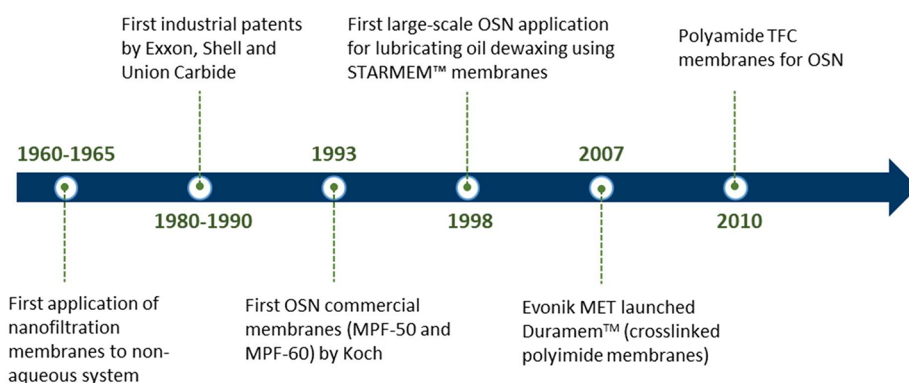 First industrial patents
by Exxon, Shell and
Union Carbide
First large-scale OSN application
for lubricating oil dewaxing using
STARMEM™ membranes
Polyamide TFC
membranes for OSN
1960-1965
1993
2007
1980-1990
1998
2010
First application of
nanofiltration
membranes to non-
aqueous system
First OSN commercial
membranes (MPF-50 and
MPF-60) by Koch
Evonik MET launched
Duramem™ (crosslinked
polyimide membranes)